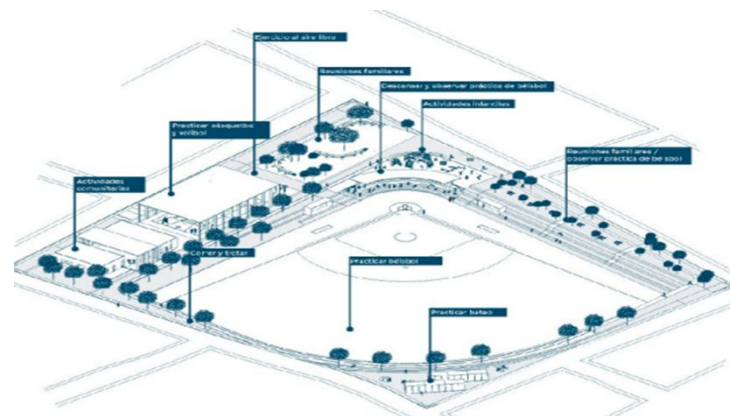 Ejercicio al aire libre
Reuniones familiares
Descansar y observar práctica de béisbol
Actividades infantiles
Practicar básquetbol
y volibol
Reuniones familiares /
observar práctica de béisbol
Actividades
comunitarias
Correr y trotar
Practicar béisbol
Practicar bateo